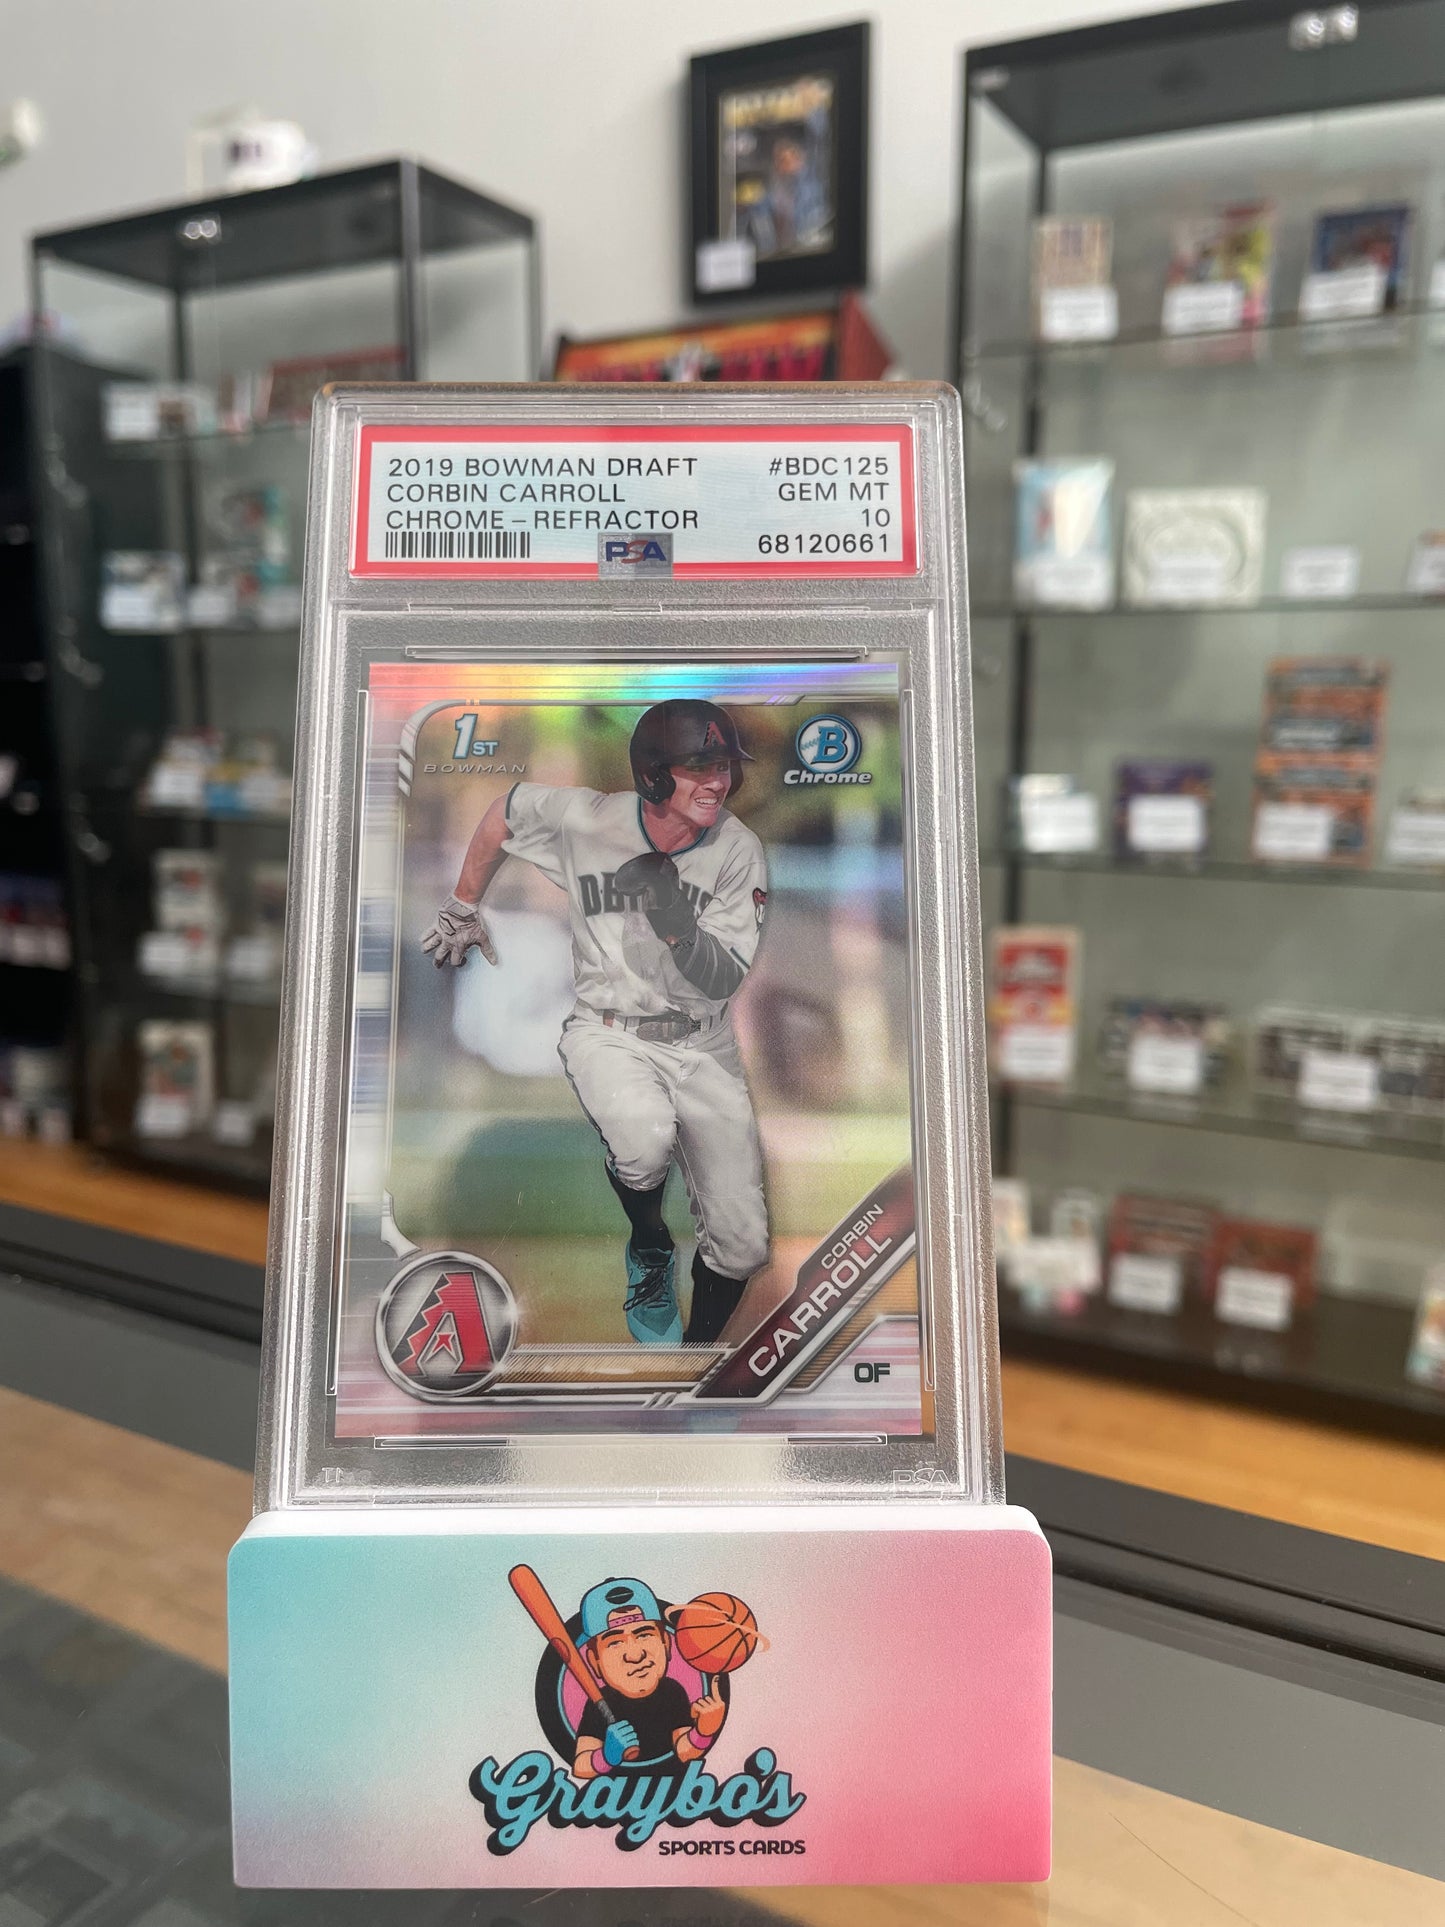 2019 BOWMAN DRAFT #BDC125
CORBIN CARROLL GEM MT
CHROME – REFRACTOR 10
PSA 68120661
1ST
BOWMAN
B
Chrome
CORBIN
CARROLL
OF
PSA
Graybo's
SPORTS CARDS